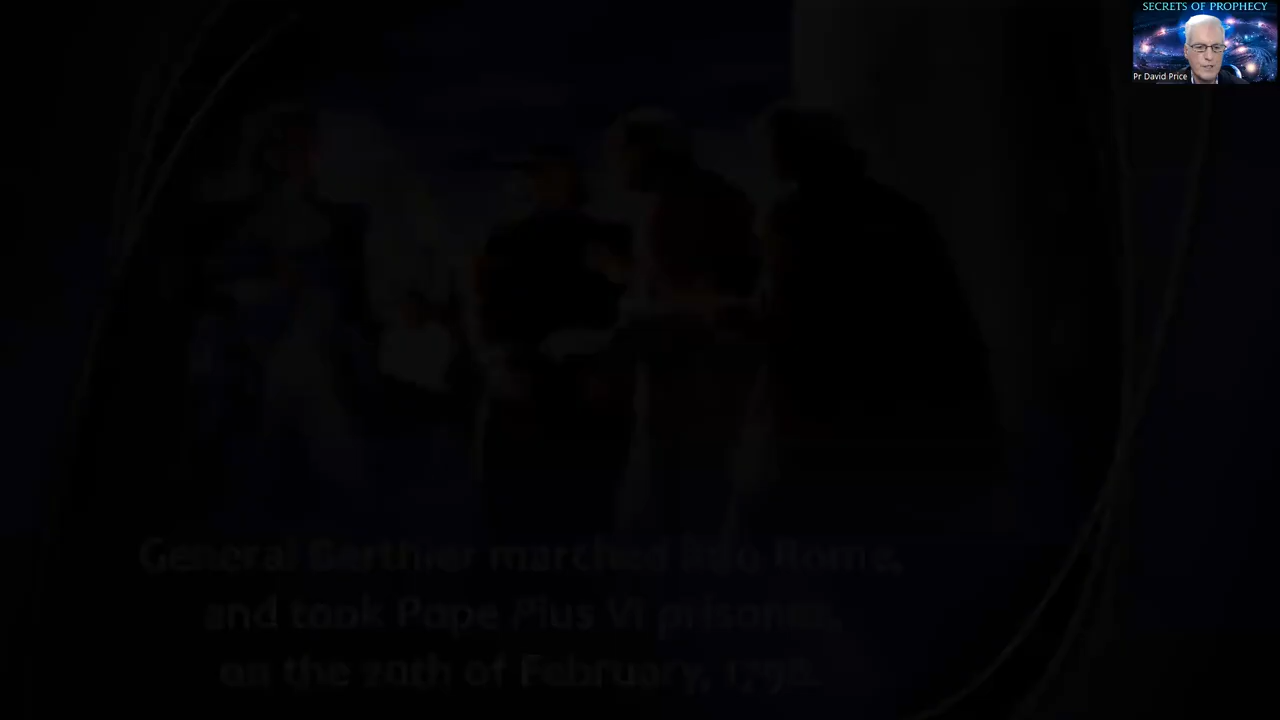 SECRETS OF PROPHECY
Pr David Price
General Berthier marched into Rome,
and took Pope Pius VI prisoner,
on the 20th of February, 1798.